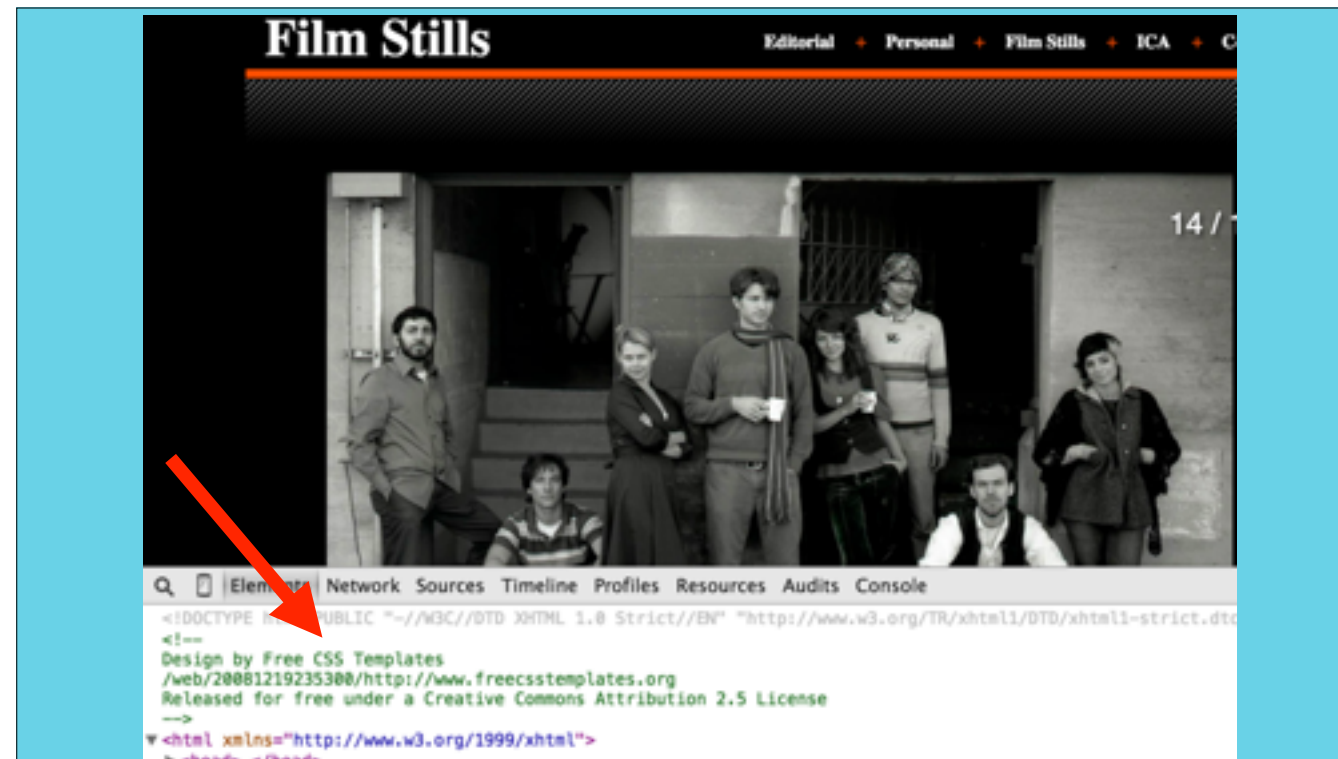 Film Stills
Editorial + Personal + Film Stills + ICA +
14 /
Elements Network Sources Timeline Profiles Resources Audits Console
<!DOCTYPE PUBLIC "-//W3C//DTD XHTML 1.0 Strict//EN" "http://www.w3.org/TR/xhtml1/DTD/xhtml1-strict.dtd
<!--
Design by Free CSS Templates
/web/20081219235300/http://www.freecsstemplates.org
Released for free under a Creative Commons Attribution 2.5 License
-->
<html xmlns="http://www.w3.org/1999/xhtml">